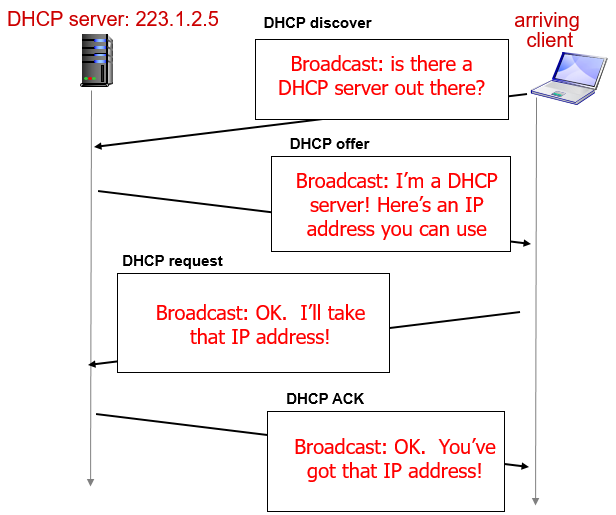 DHCP server: 223.1.2.5
DHCP discover
arriving
client
Broadcast: is there a
DHCP server out there?
DHCP offer
Broadcast: I’m a DHCP
server! Here’s an IP
address you can use
DHCP request
Broadcast: OK.  I’ll take
that IP address!
DHCP ACK
Broadcast: OK.  You’ve
got that IP address!